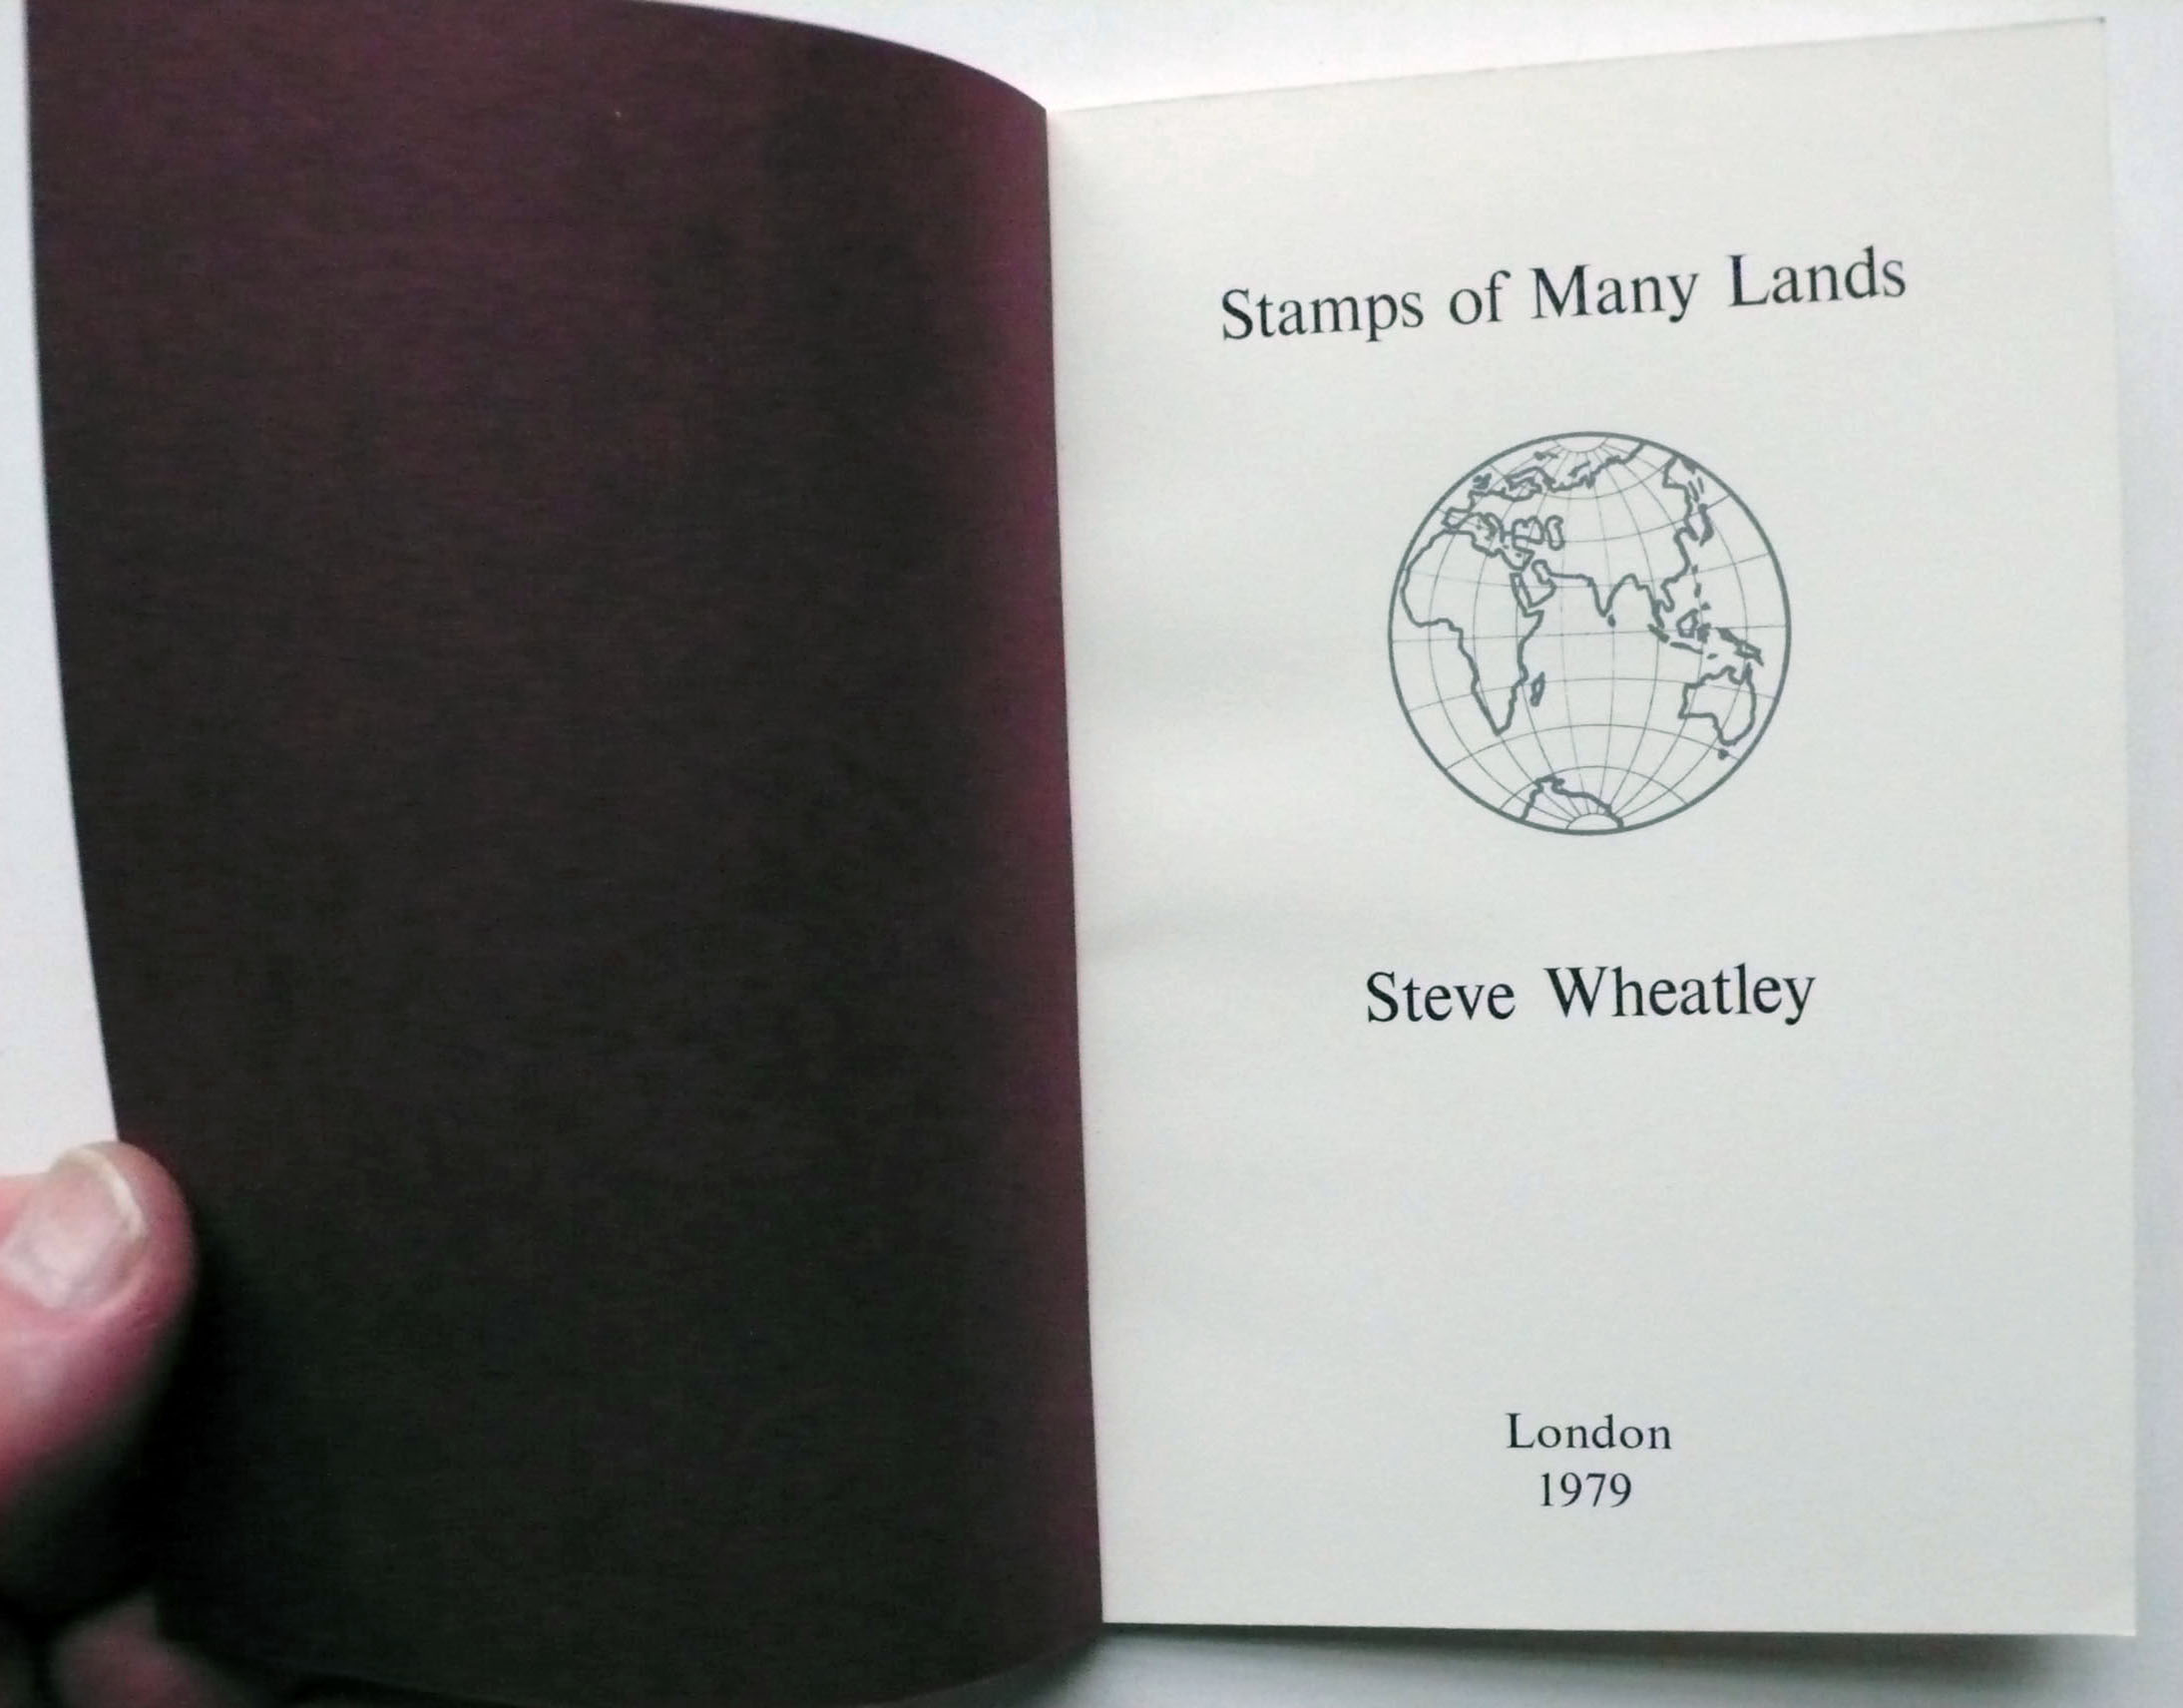 Stamps of Many Lands
Steve Wheatley
London
1979